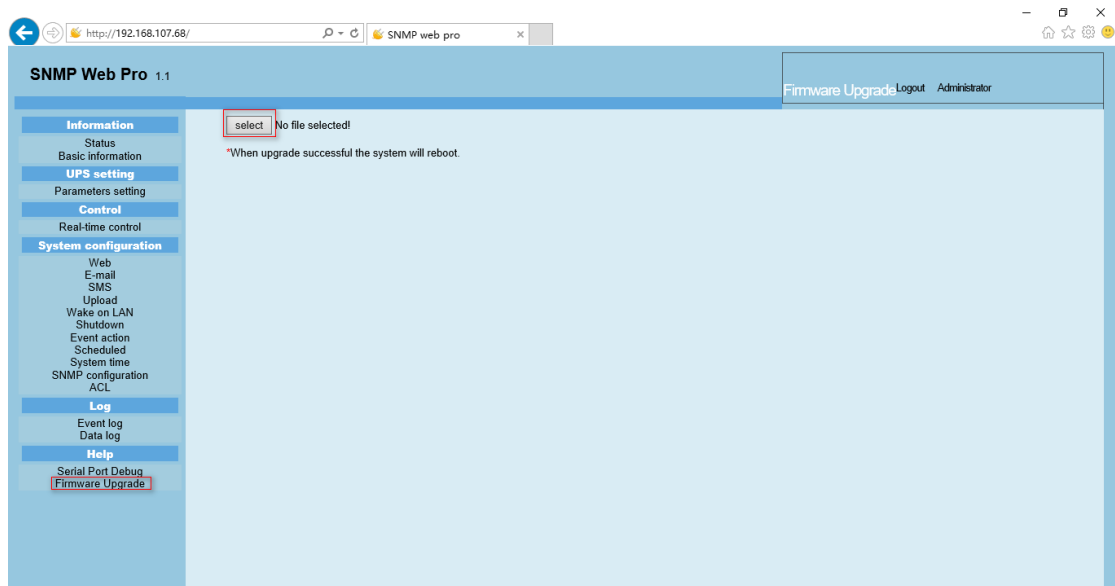 http://192.168.107.68/
SNMP web pro
SNMP Web Pro 1.1
Firmware Upgrade Logout Administrator
Information
Status
Basic information
UPS setting
Parameters setting
Control
Real-time control
System configuration
Web
E-mail
SMS
Upload
Wake on LAN
Shutdown
Event action
Scheduled
System time
SNMP configuration
ACL
Log
Event log
Data log
Help
Serial Port Debug
Firmware Upgrade
select No file selected!
*When upgrade successful the system will reboot.